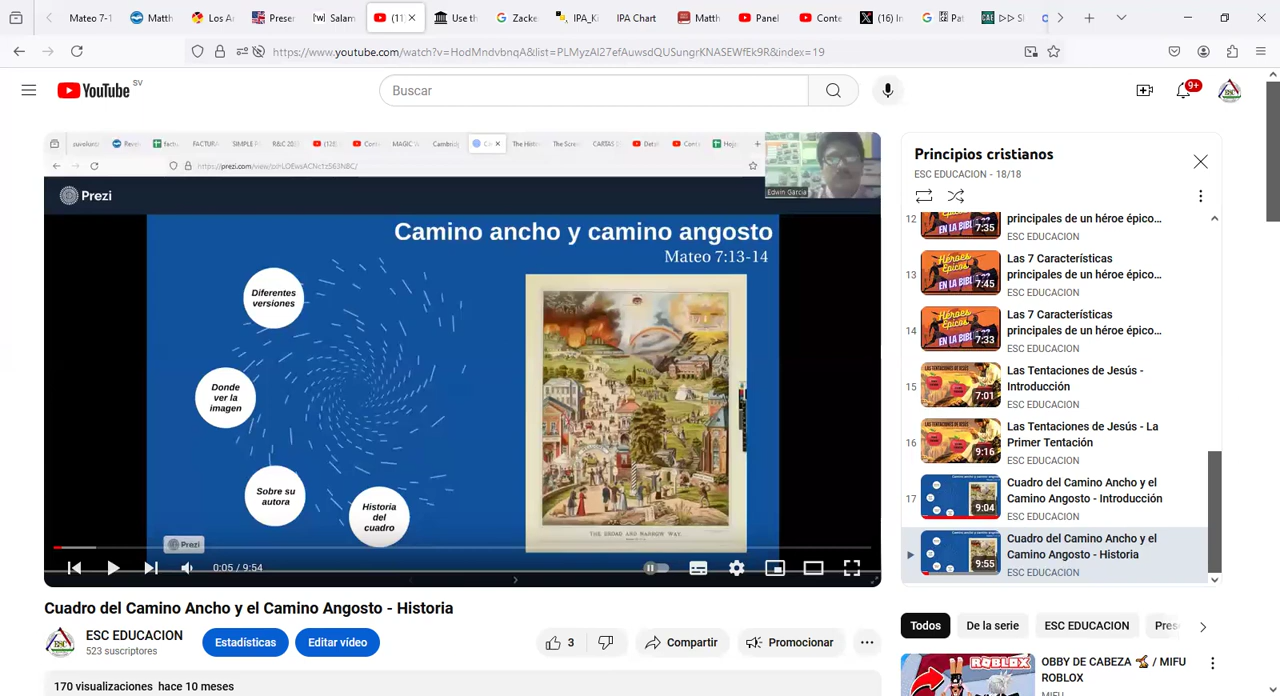 Mateo 7-1
Matth
Los A
Preser
Salam
(11
Use th
Zacke
IPA_Ki
IPA Chart
Matth
Panel
Conte
(16) In
Pat
>> S
https://www.youtube.com/watch?v=HodMndvbnqA&list=PLMyzAl27efAuwsdQUSungrKNASEWfEk9R&index=19
YouTube SV
Buscar
9+
https://prezi.com/view/
Prezi
Edwin Garcia
Camino ancho y camino angosto
Mateo 7:13-14
Diferentes
versiones
Donde
ver la
imagen
Sobre su
autora
Historia
del
cuadro
THE BROAD AND NARROW WAY.
Prezi
0:05 / 9:54
Cuadro del Camino Ancho y el Camino Angosto - Historia
ESC EDUCACION
523 suscriptores
Estadísticas
Editar vídeo
3
Compartir
Promocionar
170 visualizaciones hace 10 meses
Principios cristianos
ESC EDUCACION - 18/18
12
principales de un héroe épico...
7:35
ESC EDUCACION
13
Las 7 Características
principales de un héroe épico...
7:45
ESC EDUCACION
14
Las 7 Características
principales de un héroe épico...
7:33
ESC EDUCACION
15
Las Tentaciones de Jesús -
Introducción
7:01
ESC EDUCACION
16
Las Tentaciones de Jesús - La
Primer Tentación
9:16
ESC EDUCACION
17
Cuadro del Camino Ancho y el
Camino Angosto - Introducción
9:04
ESC EDUCACION
Cuadro del Camino Ancho y el
Camino Angosto - Historia
9:55
ESC EDUCACION
Todos
De la serie
ESC EDUCACION
Pres
ROBLOX
OBBY DE CABEZA / MIFU
ROBLOX